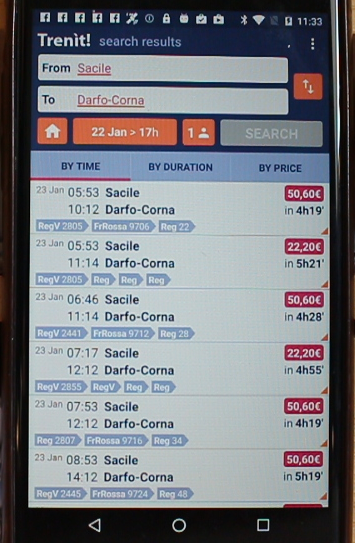 11:33
Trenìt! search results
From Sacile
To Darfo-Corna
22 Jan > 17h 1 SEARCH
BY TIME BY DURATION BY PRICE
23 Jan 05:53 Sacile 50,60€
10:12 Darfo-Corna in 4h19'
RegV 2805 FrRossa 9706 Reg 22
23 Jan 05:53 Sacile 22,20€
11:14 Darfo-Corna in 5h21'
RegV 2805 Reg Reg Reg
23 Jan 06:46 Sacile 50,60€
11:14 Darfo-Corna in 4h28'
RegV 2441 FrRossa 9712 Reg 28
23 Jan 07:17 Sacile 22,20€
12:12 Darfo-Corna in 4h55'
RegV 2855 RegV Reg Reg
23 Jan 07:53 Sacile 50,60€
12:12 Darfo-Corna in 4h19'
Reg 2807 FrRossa 9716 Reg 34
23 Jan 08:53 Sacile 50,60€
14:12 Darfo-Corna in 5h19'
RegV 2445 FrRossa 9724 Reg 48